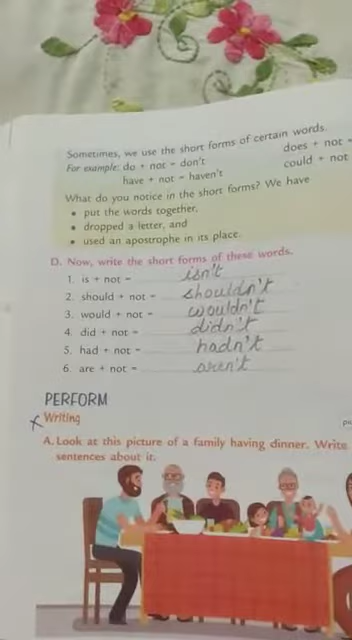 Sometimes, we use the short forms of certain words.
For example: do + not = don't does + not
have + not = haven't could + not
What do you notice in the short forms? We have
• put the words together,
• dropped a letter, and
• used an apostrophe in its place.
D. Now, write the short forms of these words.
1. is + not = isn't
2. should + not = shouldn't
3. would + not = wouldn't
4. did + not = didn't
5. had + not = hadn't
6. are + not = aren't
PERFORM
Writing
A. Look at this picture of a family having dinner. Write
sentences about it.